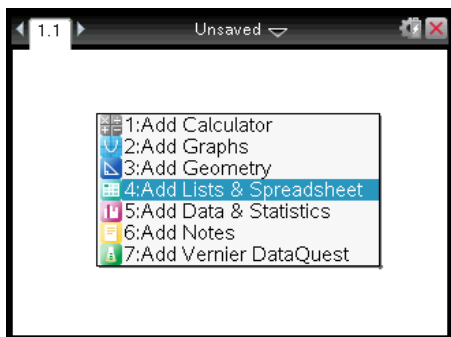 1.1 Unsaved
1:Add Calculator
2:Add Graphs
3:Add Geometry
4:Add Lists & Spreadsheet
5:Add Data & Statistics
6:Add Notes
7:Add Vernier DataQuest